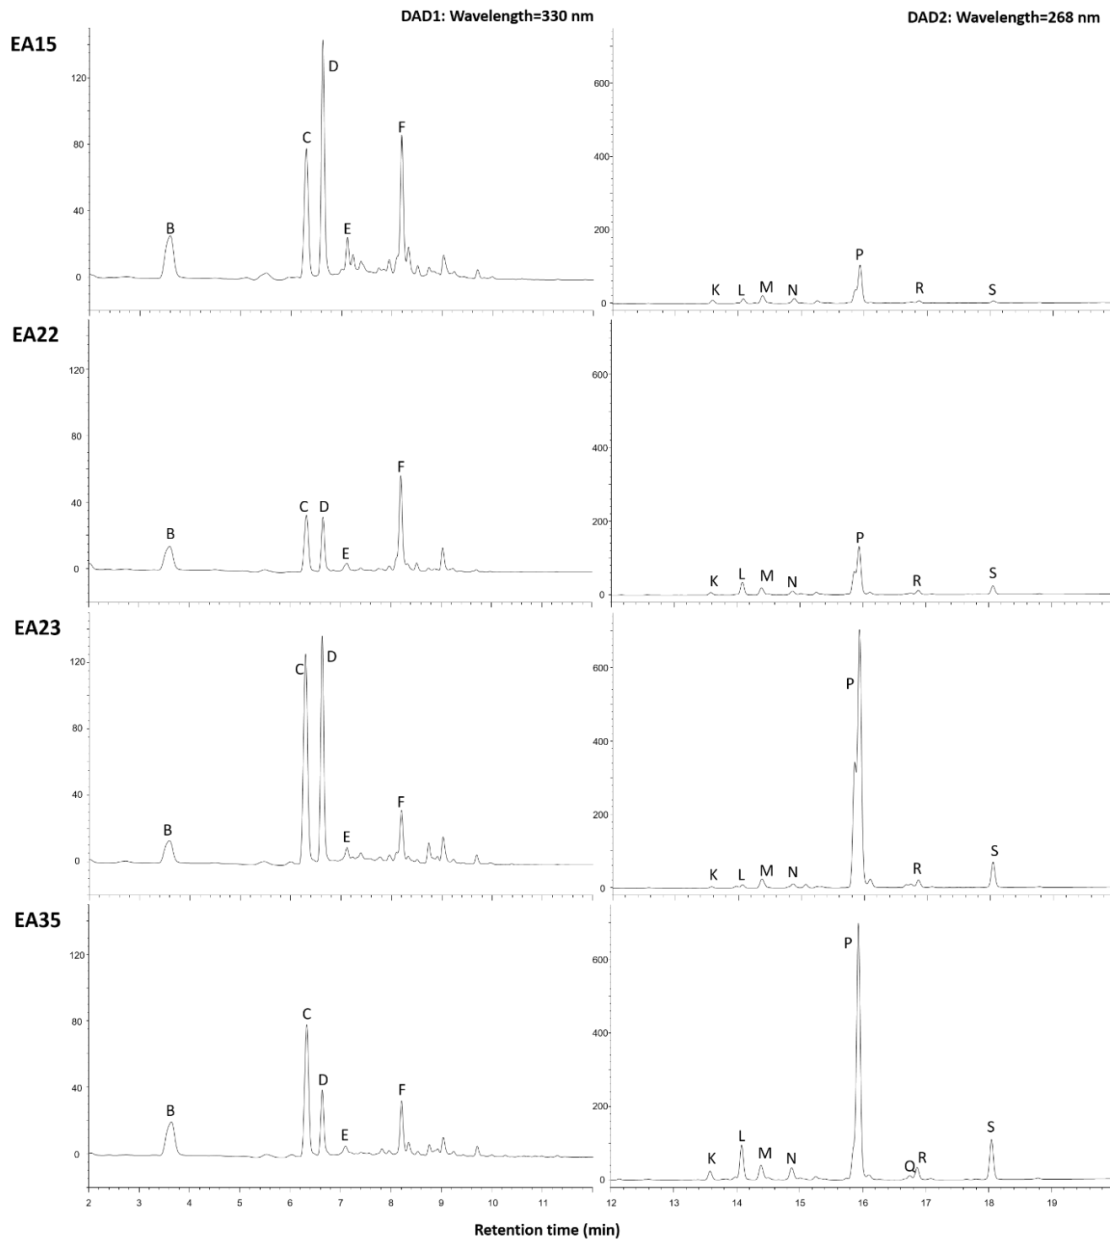 DAD1: Wavelength=330 nm
DAD2: Wavelength=268 nm
EA15
120
80
40
0
B
C
D
E
F
600
400
200
0
K
L
M
N
P
R
S
EA22
120
80
40
0
B
C
D
E
F
600
400
200
0
K
L
M
N
P
R
S
EA23
120
80
40
0
B
C
D
E
F
600
400
200
0
K
L
M
N
P
R
S
EA35
120
80
40
0
B
C
D
E
F
600
400
200
0
K
L
M
N
P
Q
R
S
2 3 4 5 6 7 8 9 10 11
12 13 14 15 16 17 18 19
Retention time (min)